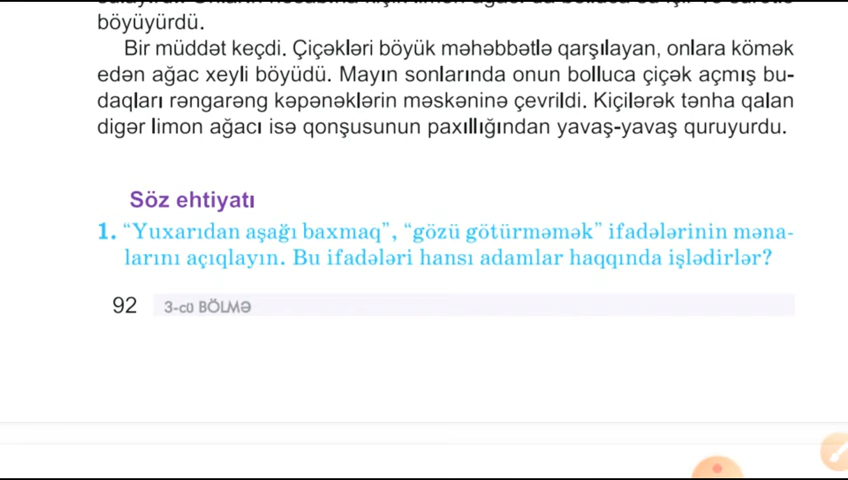 böyüyürdü.
Bir müddət keçdi. Çiçəkləri böyük məhəbbətlə qarşılayan, onlara kömək
edən ağac xeyli böyüdü. Mayın sonlarında onun bolluca çiçək açmış bu-
daqları rəngarəng kəpənəklərin məskəninə çevrildi. Kiçilərək tənha qalan
digər limon ağacı isə qonşusunun paxıllığından yavaş-yavaş quruyurdu.
Söz ehtiyatı
1. “Yuxarıdan aşağı baxmaq”, “gözü götürməmək” ifadələrinin məna-
larını açıqlayın. Bu ifadələri hansı adamlar haqqında işlədirlər?
92 3-cü BÖLMƏ